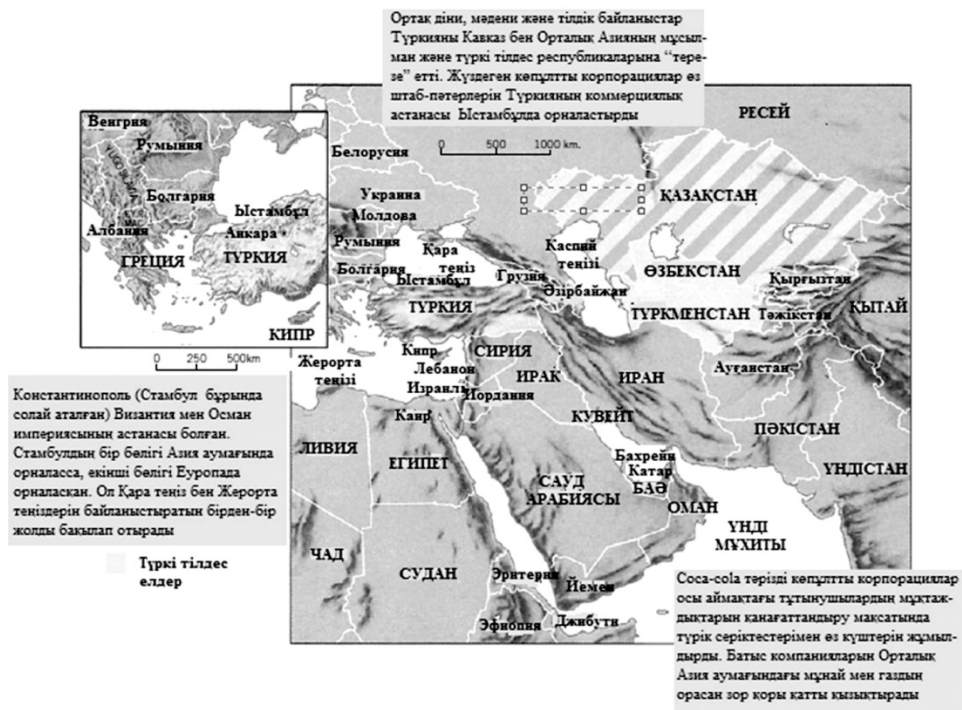 Ортақ діни, мәдени және тілдік байланыстар
Түркияны Кавказ бен Орталық Азияның мұсыл-
ман және түркі тілдес республикаларына “тере-
зе” етті. Жүздеген көпұлтты корпорациялар өз
штаб-пәтерлерін Түркияның коммерциялық
астанасы Ыстамбұлда орналастырды
РЕСЕЙ
Венгрия
Румыния
Болгария
Албания
Ыстамбұл
Анкара
ТҮРКИЯ
ГРЕЦИЯ
КИПР
0 250 500km
Белорусия
0 500 1000 km.
Украина
Молдова
Румыния
Болгария
Қара
теңіз
Ыстамбұл
Грузия
Каспий
теңізі
Әзірбайжан
ҚАЗАҚСТАН
ӨЗБЕКСТАН
Қырғызтан
ҚЫТАЙ
ТҮРКИЯ
ТҮРКМЕНСТАН
Тәжікстан
Жерорта
теңізі
Кипр
Лебанон
Израиль
СИРИЯ
ИРАК
Иордания
ИРАН
Ауғанстан
Каир
КУВЕЙТ
ПӘКІСТАН
ЛИВИЯ
ЕГИПЕТ
Бахрейн
Катар
БАӘ
ҮНДІСТАН
САУД
АРАБИЯСЫ
ОМАН
ҮНДІ
МҰХИТЫ
ЧАД
СУДАН
Эритерия
Йемен
Эфиопия
Джибути
Константинополь (Стамбул бұрында
солай аталған) Византия мен Осман
империясының астанасы болған.
Стамбулдың бір бөлігі Азия аумағында
орналасса, екінші бөлігі Еуропада
орналасқан. Ол Қара теңіз бен Жерорта
теңіздерін байланыстыратын бірден-бір
жолды бақылап отырады
Түркі тілдес
елдер
Coca-cola тәрізді көпұлтты корпорациялар
осы аймақтағы тұтынушылардың мұқтаж-
дықтарын қанағаттандыру мақсатында
түрік серіктестерімен өз күштерін жұмыл-
дырды. Батыс компанияларын Орталық
Азия аумағындағы мұнай мен газдың
орасан зор қоры қатты қызықтырады